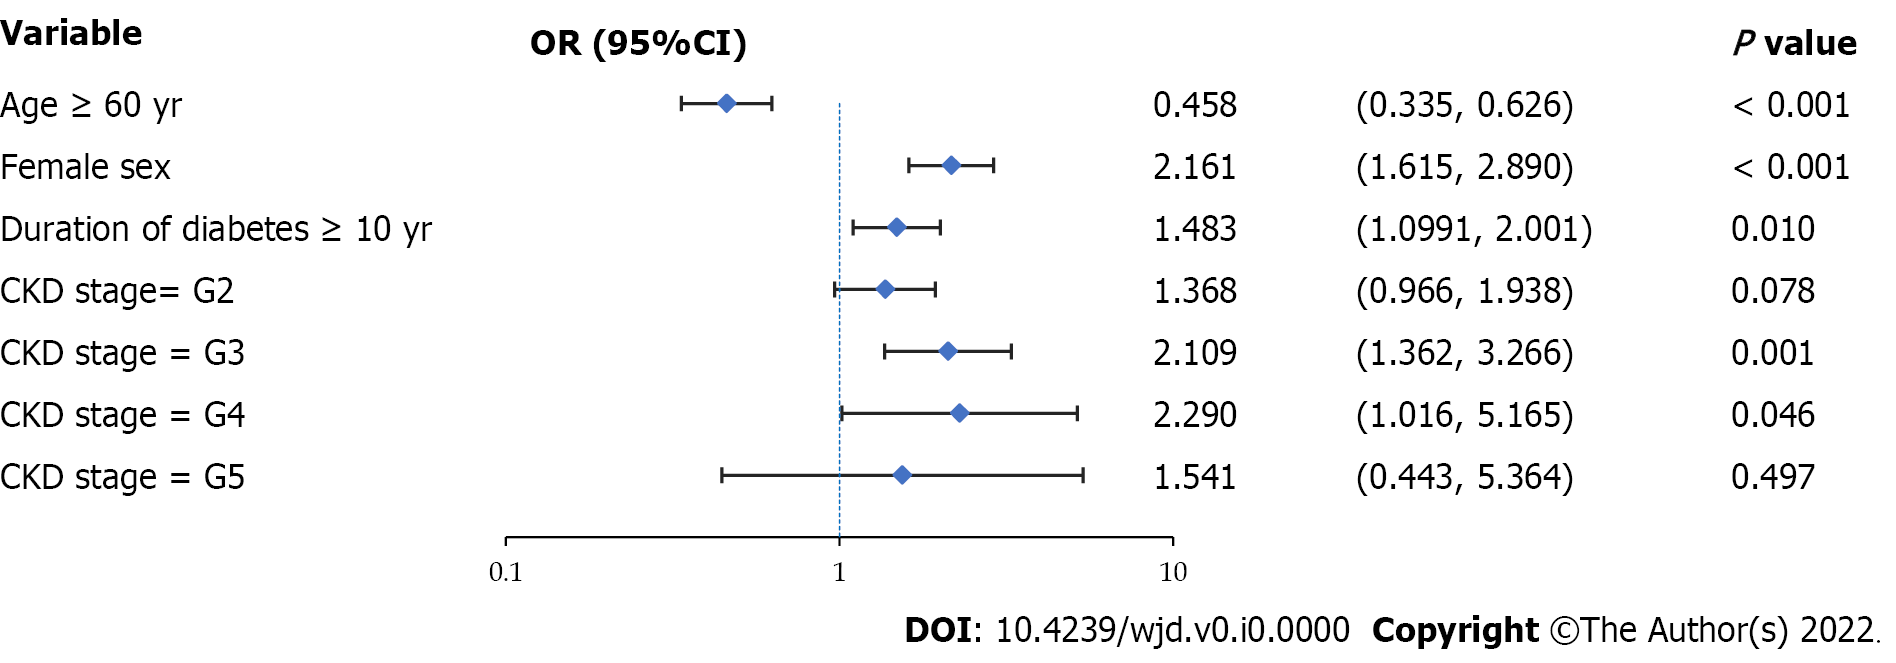 Variable OR (95%CI) P value
Age ≥ 60 yr 0.458 (0.335, 0.626) < 0.001
Female sex 2.161 (1.615, 2.890) < 0.001
Duration of diabetes ≥ 10 yr 1.483 (1.0991, 2.001) 0.010
CKD stage= G2 1.368 (0.966, 1.938) 0.078
CKD stage = G3 2.109 (1.362, 3.266) 0.001
CKD stage = G4 2.290 (1.016, 5.165) 0.046
CKD stage = G5 1.541 (0.443, 5.364) 0.497
0.1 1 10
DOI: 10.4239/wjd.v0.i0.0000 Copyright ©The Author(s) 2022.